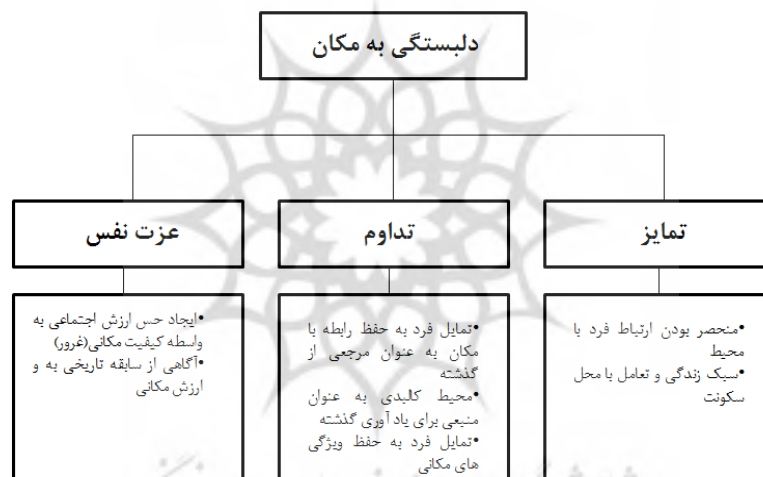 دلبستگی به مکان
تمایز
تداوم
عزت نفس
•منحصر بودن ارتباط فرد با
محیط
•سبک زندگی و تعامل با محل
سکونت
•تمایل فرد به حفظ رابطه با
مکان به عنوان مرجعی از
گذشته
•محیط کالبدی به عنوان
منبعی برای یاد آوری گذشته
•تمایل فرد به حفظ ویژگی
های مکانی
•ایجاد حس ارزش اجتماعی به
واسطه کیفیت مکانی(غرور)
•آگاهی از سابقه تاریخی به و
ارزش مکانی